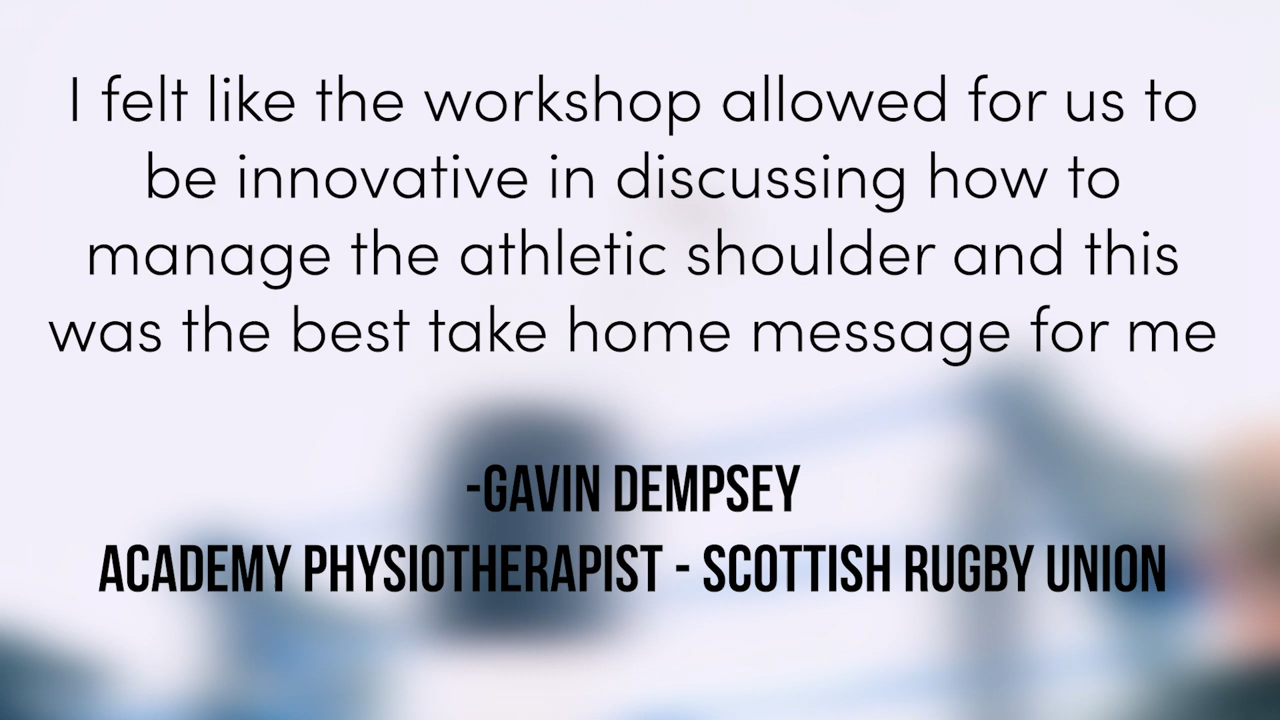 I felt like the workshop allowed for us to
be innovative in discussing how to
manage the athletic shoulder and this
was the best take home message for me
-GAVIN DEMPSEY
ACADEMY PHYSIOTHERAPIST - SCOTTISH RUGBY UNION